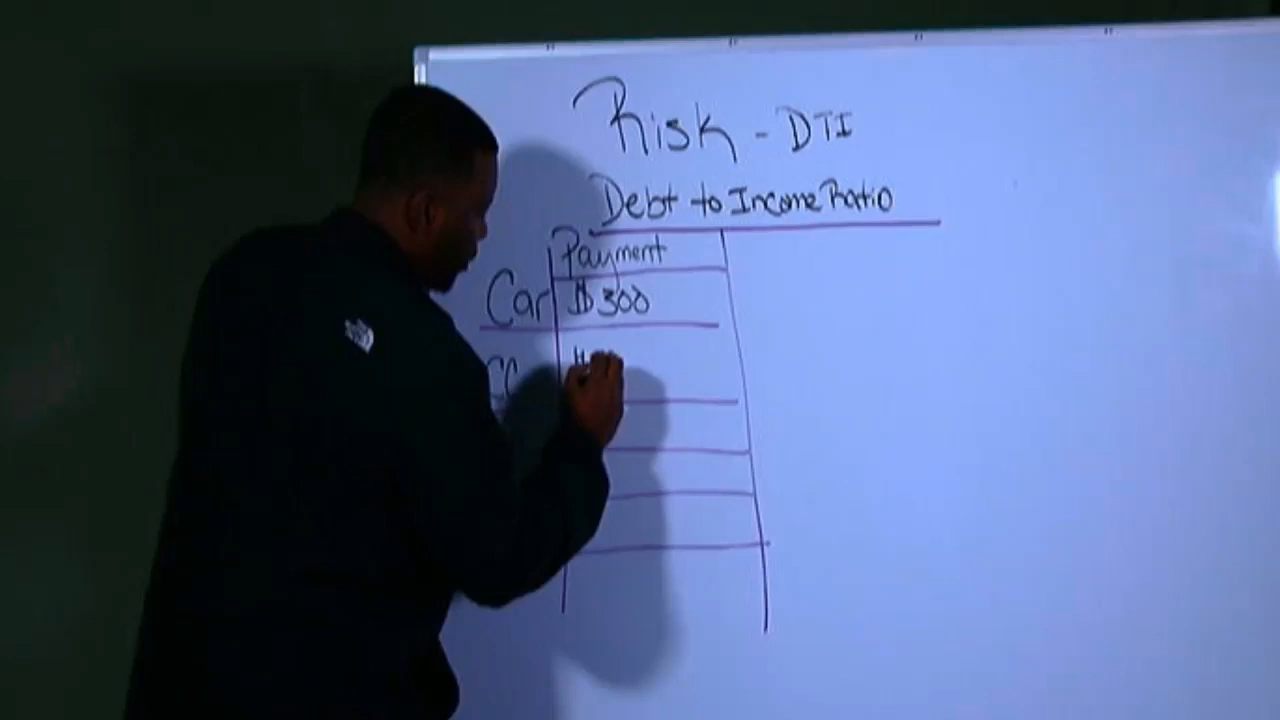 Risk - DTI
Debt to Income Ratio
Payment
Car $300
CC $